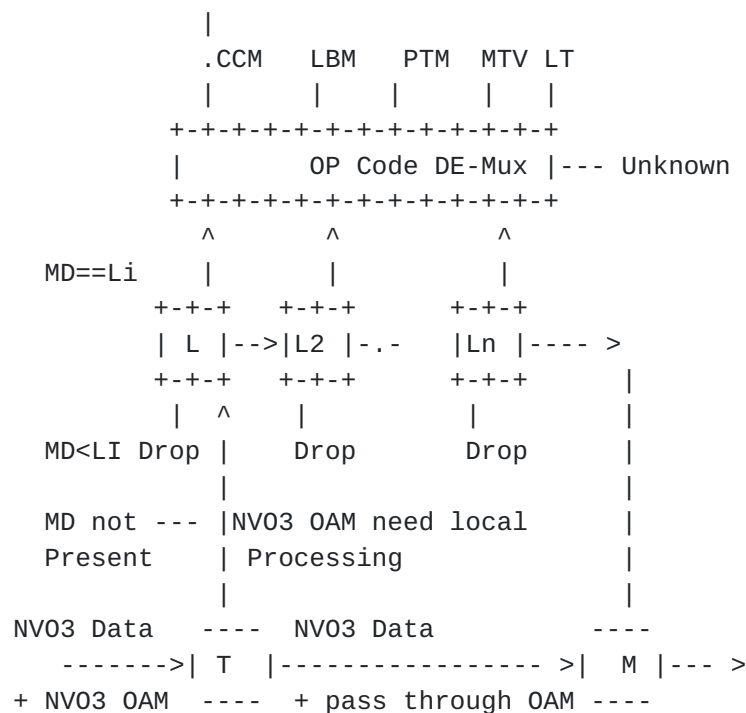 |
.CCM LBM PTM MTV LT
| | | | |
+-+-+-+-+-+-+-+-+-+-+-+-+
| OP Code DE-Mux |--- Unknown
+-+-+-+-+-+-+-+-+-+-+-+-+
^ ^ ^
MD==Li | | |
+-+-+ +-+-+ +-+-+
| L |-->|L2 |-.- |Ln |---- >
+-+-+ +-+-+ +-+-+ |
| ^ | | |
MD<LI Drop | Drop Drop |
| |
MD not --- |NVO3 OAM need local |
Present | Processing |
| |
NVO3 Data ---- NVO3 Data ----
------->| T |----------------- >| M |--- >
+ NVO3 OAM ---- + pass through OAM ----